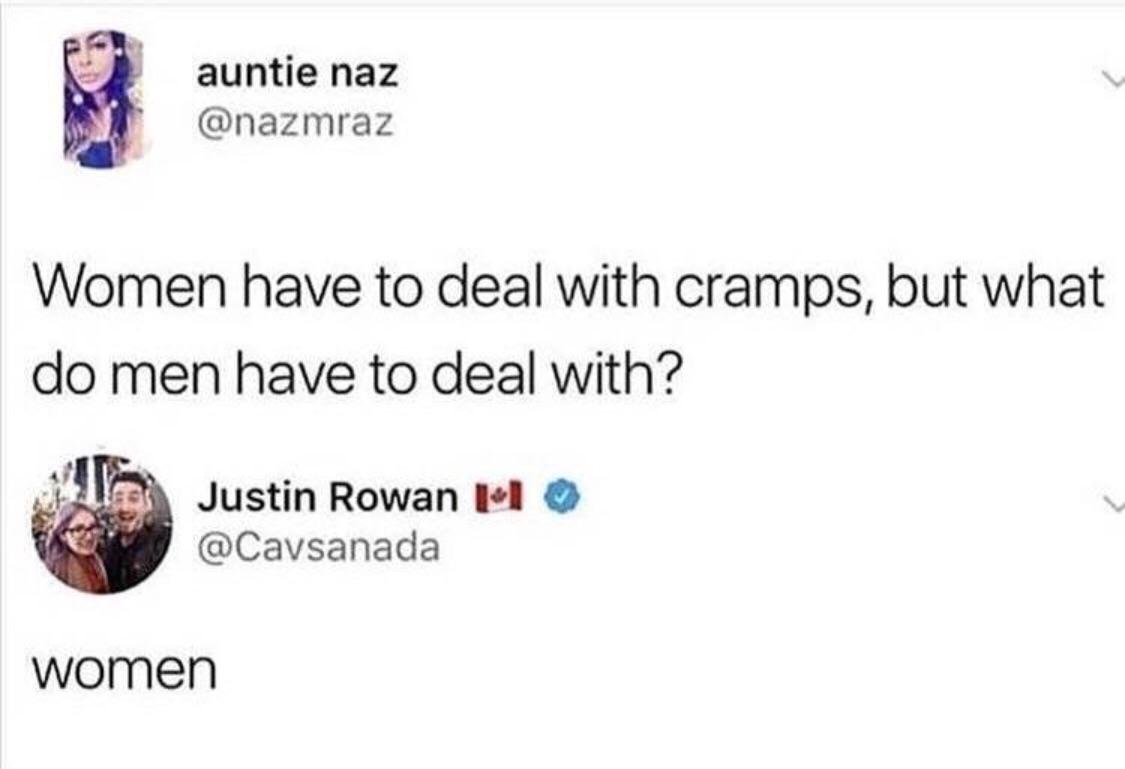 auntie naz
@nazmraz
Women have to deal with cramps, but what
do men have to deal with?
Justin Rowan 🇨🇦
@Cavsanada
women